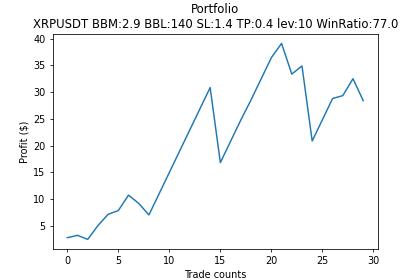 Portfolio
XRPUSDT BBM:2.9 BBL:140 SL:1.4 TP:0.4 lev:10 WinRatio:77.0
40
35
30
25
20
15
10
5
Profit ($)
0 5 10 15 20 25 30
Trade counts